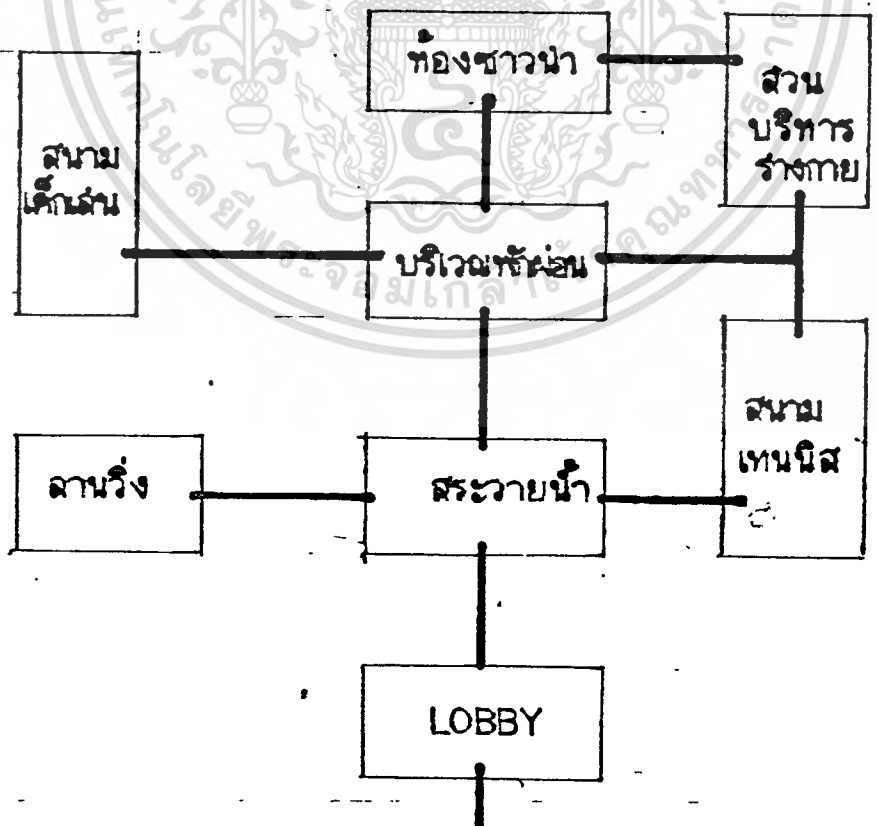 ห้องซาวน่า
ส่วน
บริหาร
ร่างกาย
สนาม
เด็กเล่น
บริเวณพักผ่อน
สนาม
เทนนิส
ลานวิ่ง
สระวายน้ำ
LOBBY